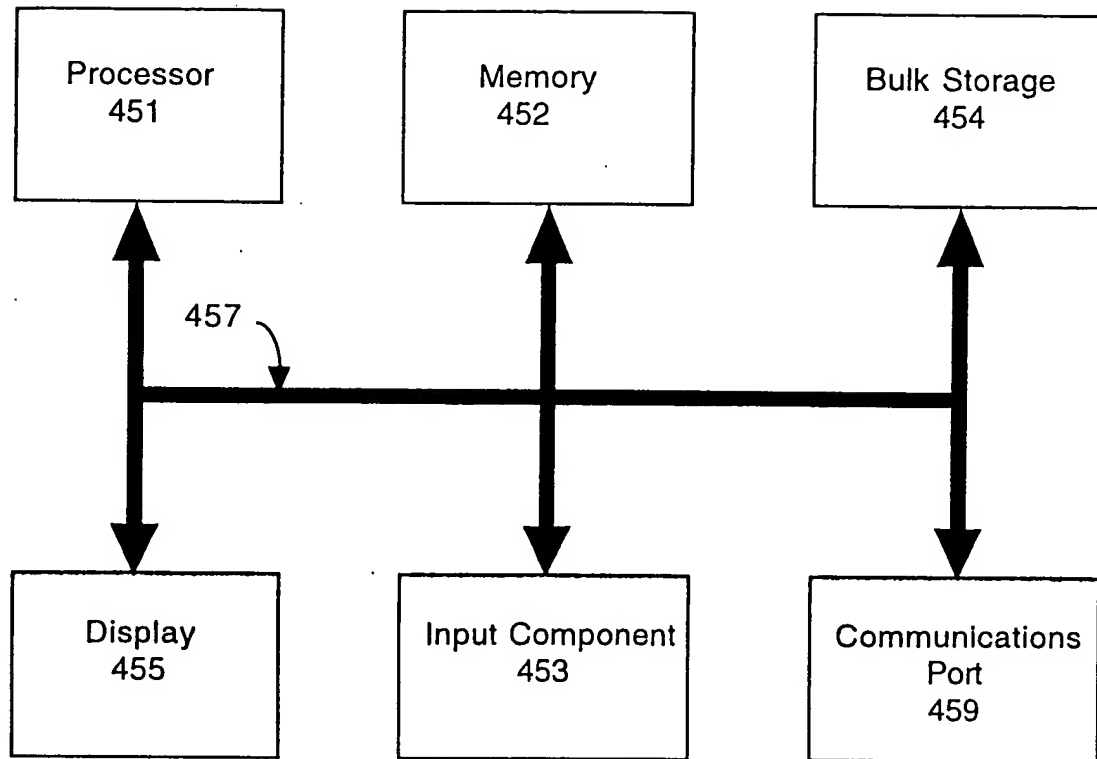 Processor
451
Memory
452
Bulk Storage
454
457
Display
455
Input Component
453
Communications
Port
459